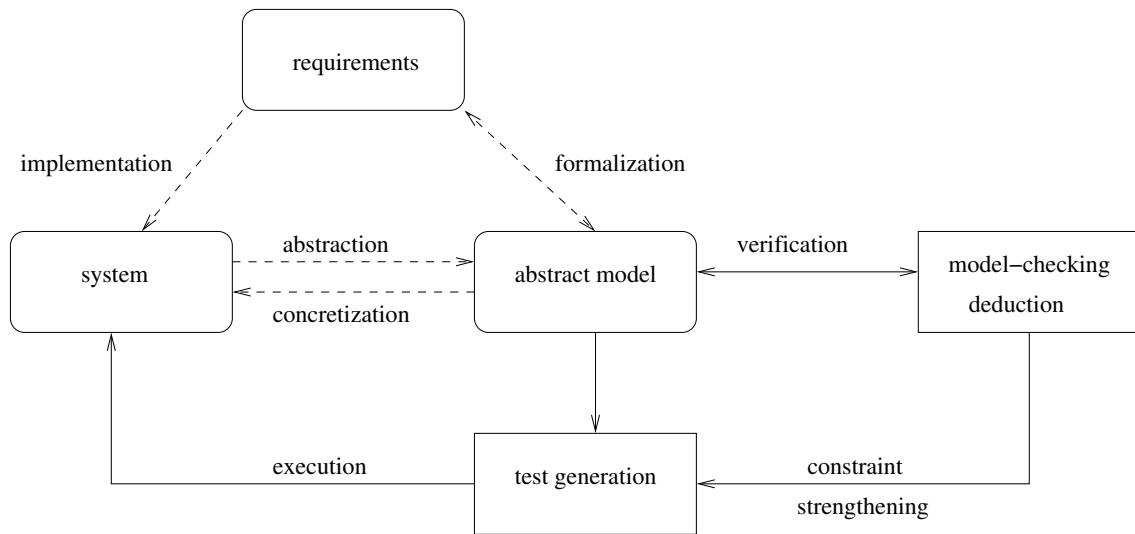 requirements
implementation
formalization
abstraction
verification
system
abstract model
model−checking
deduction
concretization
execution
test generation
constraint
strengthening